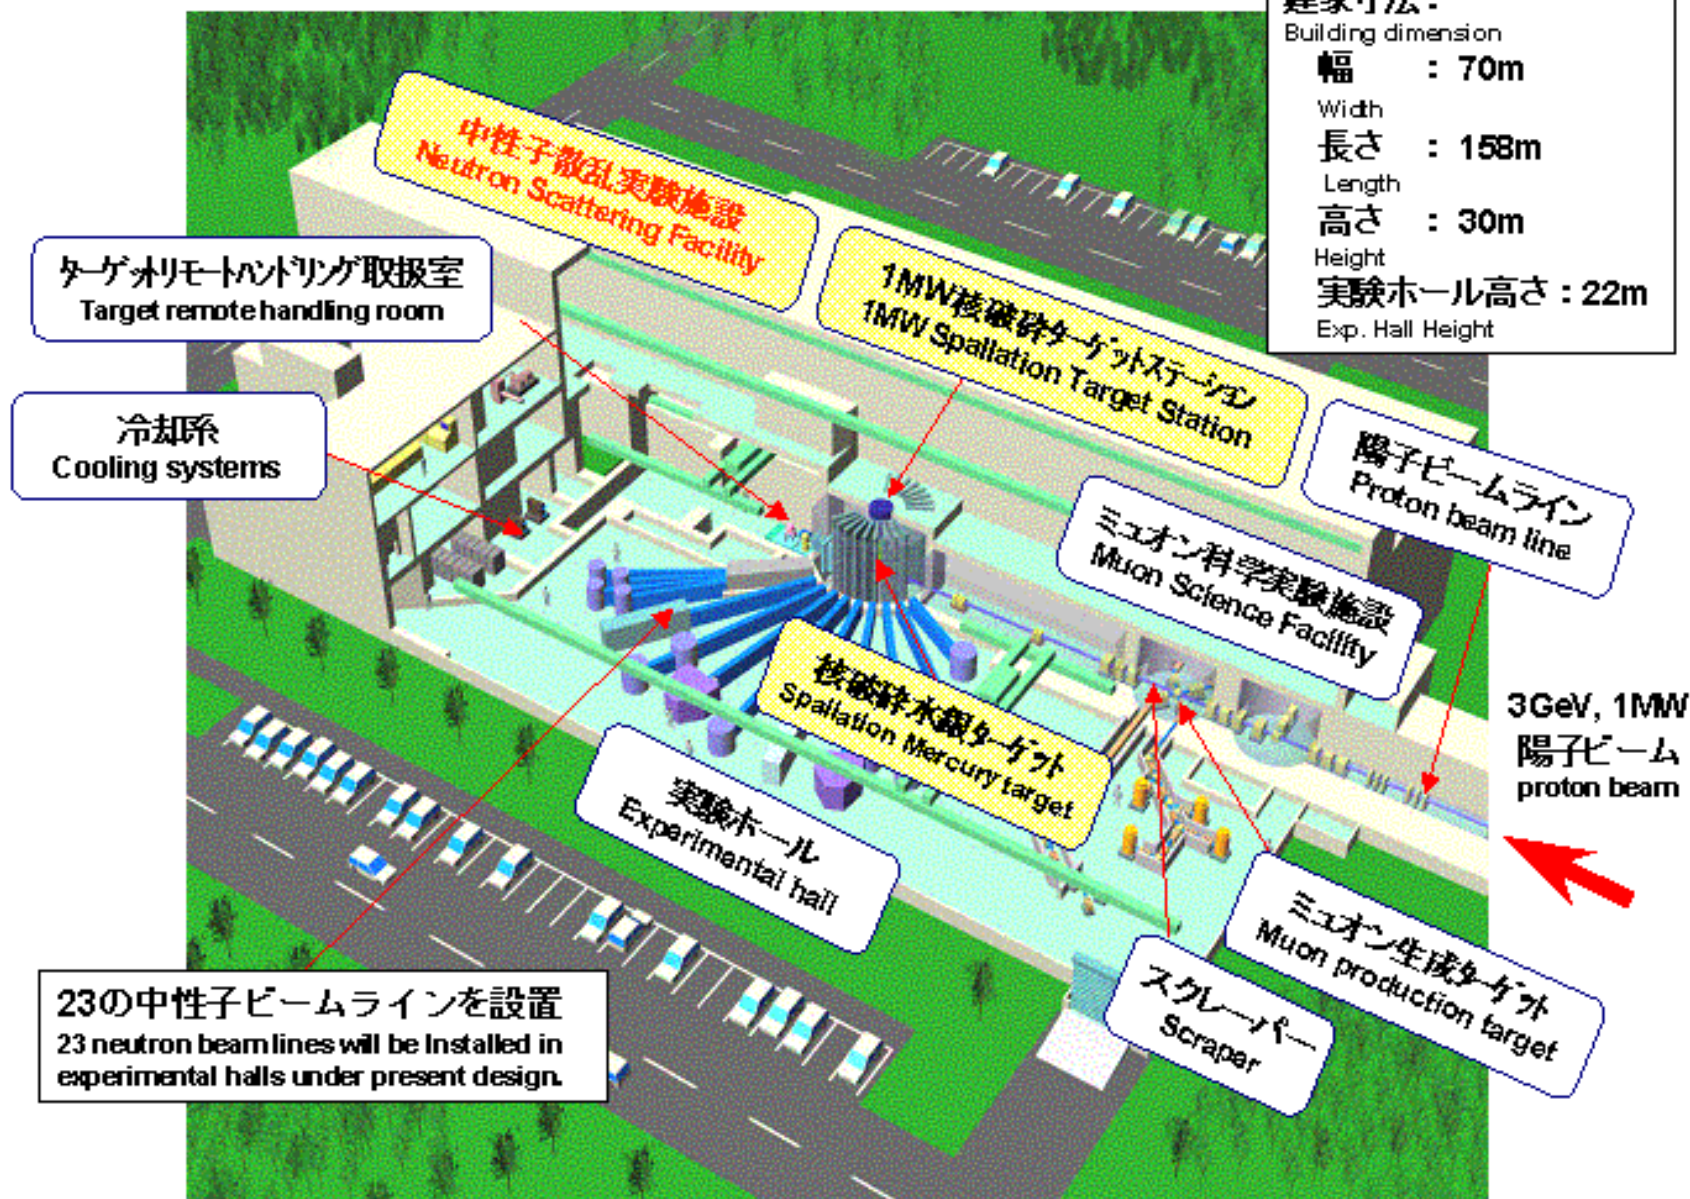 建家寸法：
Building dimension
幅 ： 70m
Width
長さ ： 158m
Length
高さ ： 30m
Height
実験ホール高さ：22m
Exp. Hall Height
中性子散乱実験施設
Neutron Scattering Facility
ターゲットリモートハンドリング取扱室
Target remote handling room
1MW核破砕ターゲットステーション
1MW Spallation Target Station
冷却系
Cooling systems
陽子ビームライン
Proton beam line
ミュオン科学実験施設
Muon Science Facility
核破砕水銀ターゲット
Spallation Mercury target
3GeV, 1MW
陽子ビーム
proton beam
実験ホール
Experimental hall
ミュオン生成ターゲット
Muon production target
スクレーパー
Scraper
23の中性子ビームラインを設置
23 neutron beam lines will be Installed in
experimental halls under present design.